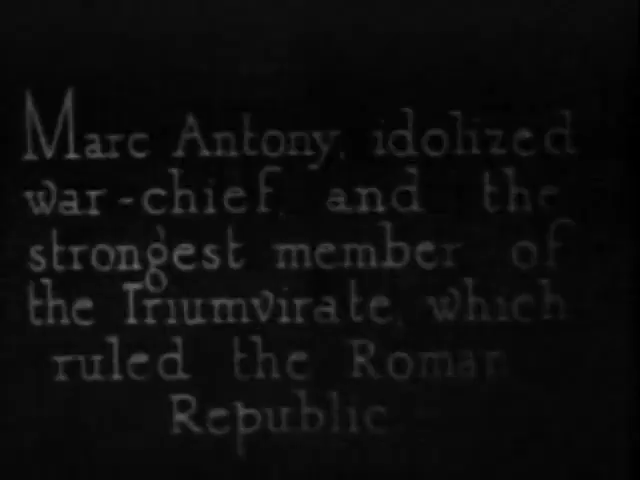 Marc Antony, idolized
war-chief, and the
strongest member of
the Triumvirate, which
ruled the Roman
Republic